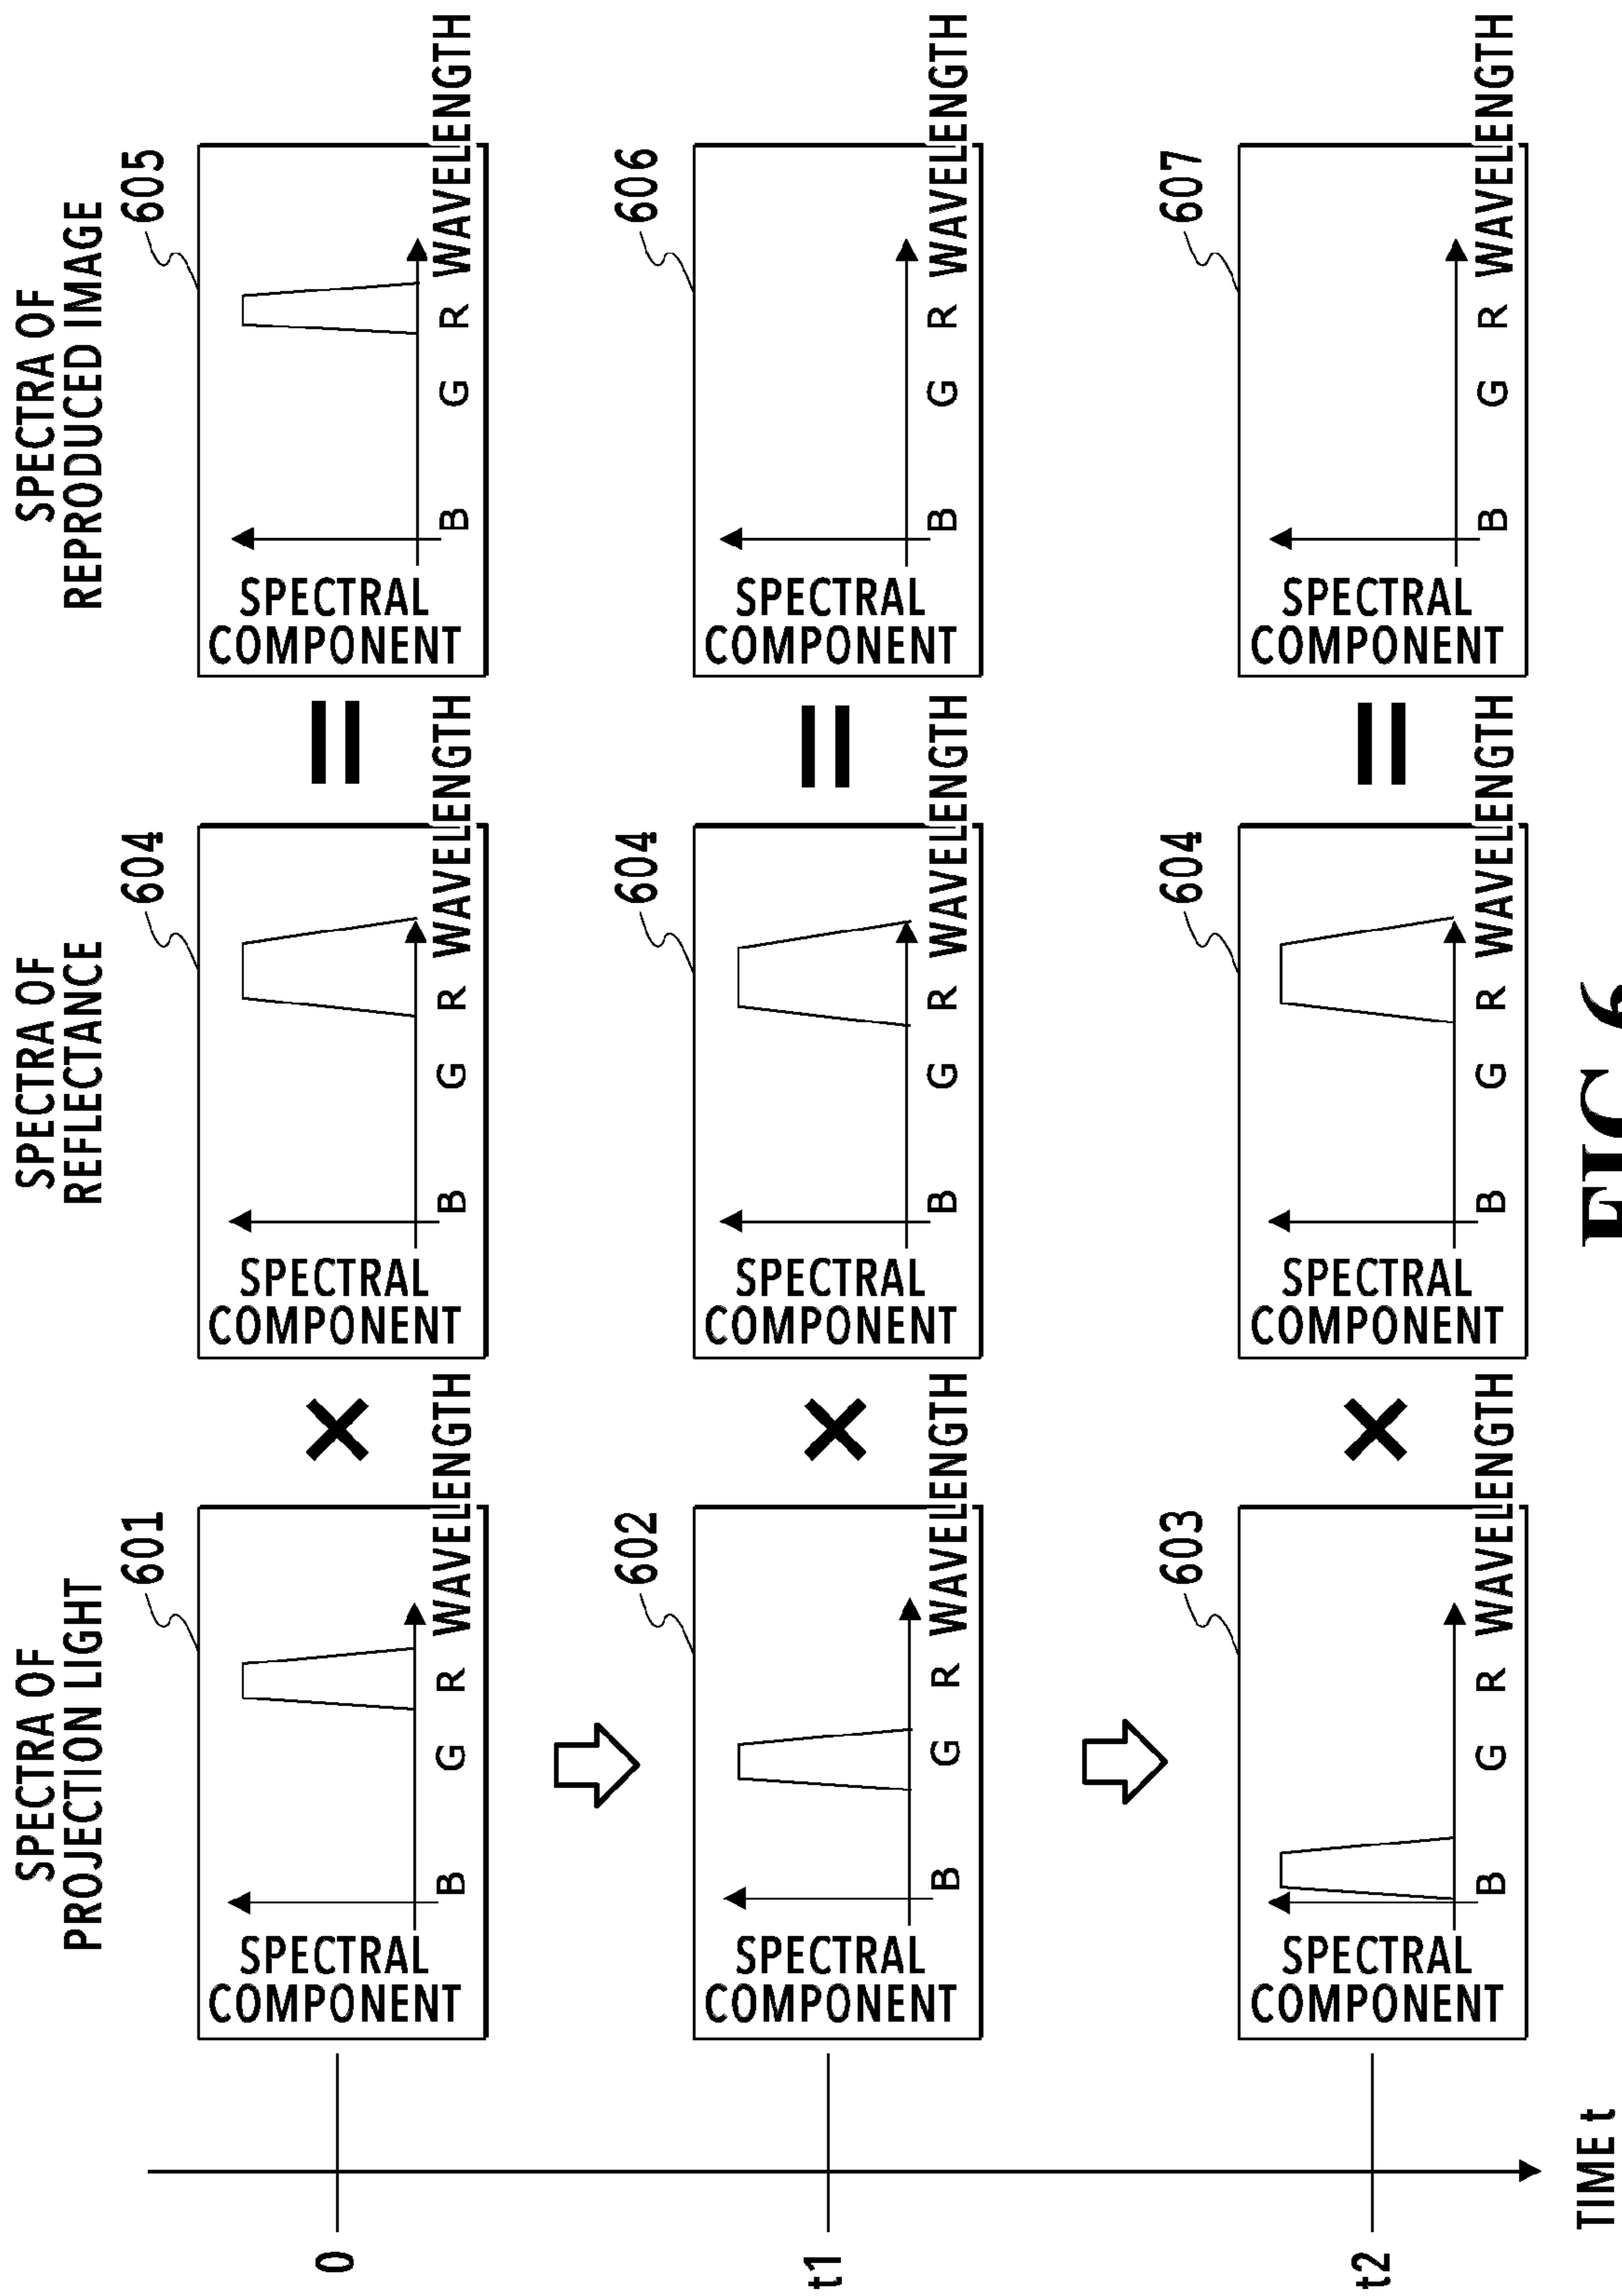 SPECTRA OF
PROJECTION LIGHT
SPECTRA OF
REFLECTANCE
SPECTRA OF
REPRODUCED IMAGE
0
601
SPECTRAL
COMPONENT
B G R WAVELENGTH
×
604
SPECTRAL
COMPONENT
B G R WAVELENGTH
=
605
SPECTRAL
COMPONENT
B G R WAVELENGTH
t1
602
SPECTRAL
COMPONENT
B G R WAVELENGTH
×
604
SPECTRAL
COMPONENT
B G R WAVELENGTH
=
606
SPECTRAL
COMPONENT
B G R WAVELENGTH
t2
603
SPECTRAL
COMPONENT
B G R WAVELENGTH
×
604
SPECTRAL
COMPONENT
B G R WAVELENGTH
=
607
SPECTRAL
COMPONENT
B G R WAVELENGTH
TIME t
FIG.6